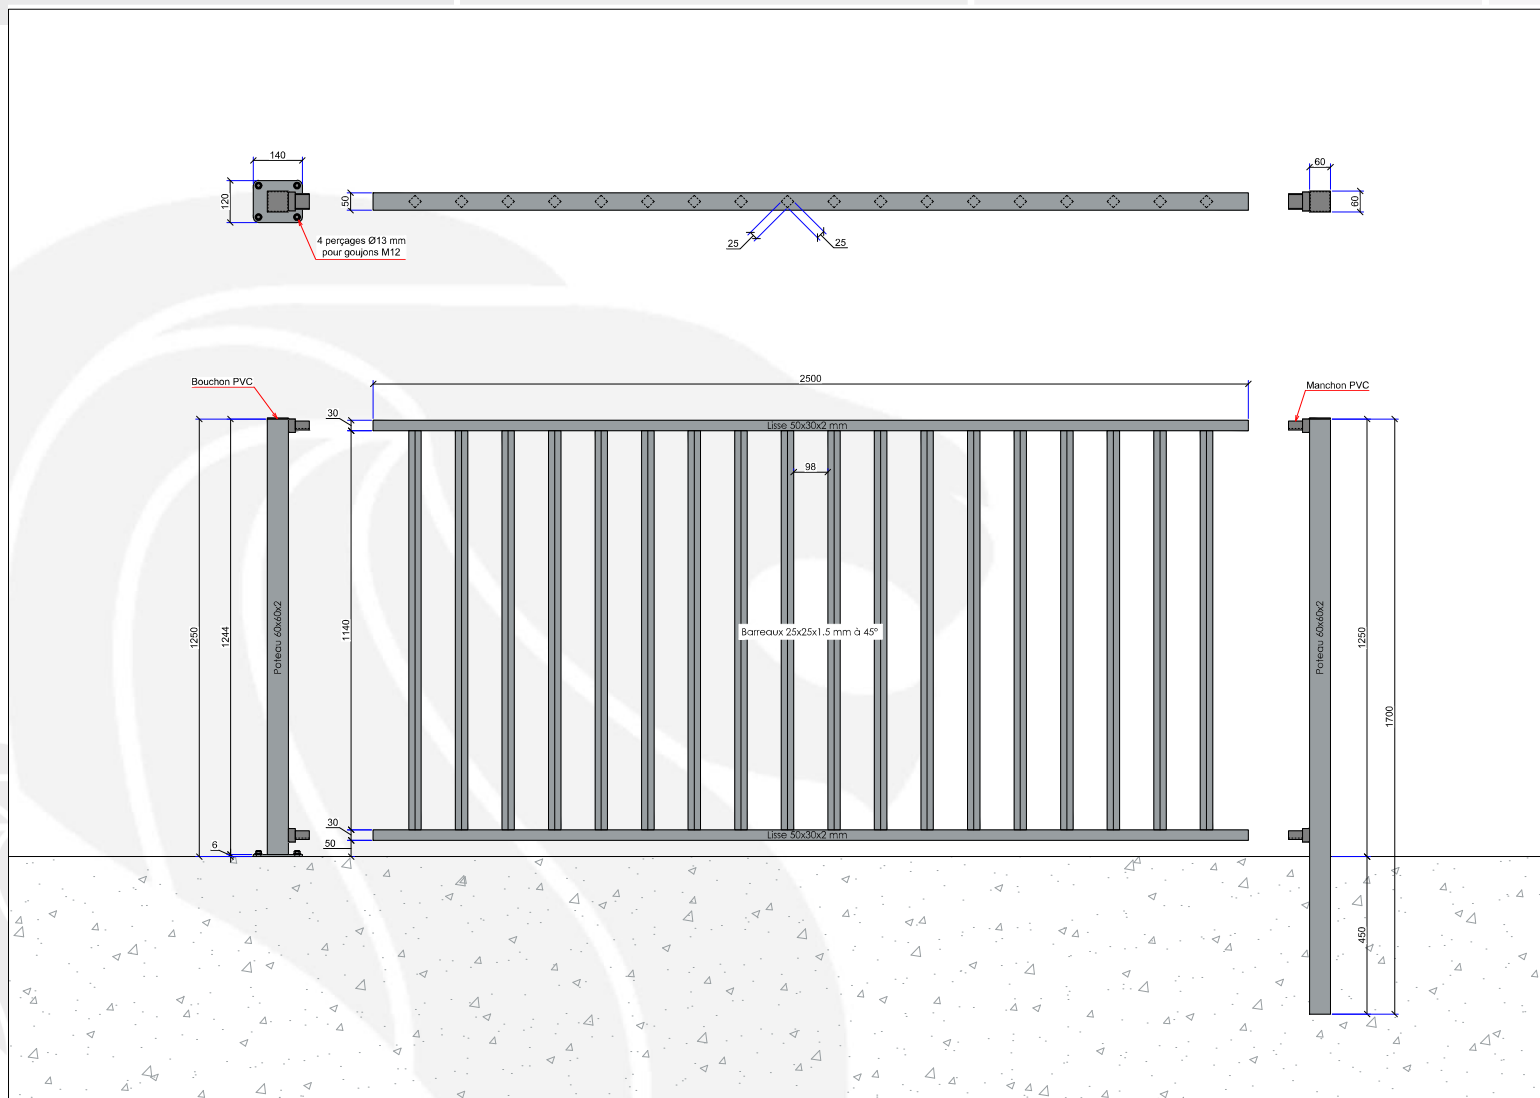 140
60
120
50
60
4 perçages Ø13 mm
pour goujons M12
25
25
2500
Bouchon PVC
Manchon PVC
30
Lisse 50x30x2 mm
98
1250
1244
Poteau 60x60x2
1140
Barreaux 25x25x1.5 mm à 45°
Poteau 60x60x2
1250
1700
30
Lisse 50x30x2 mm
6
50
450